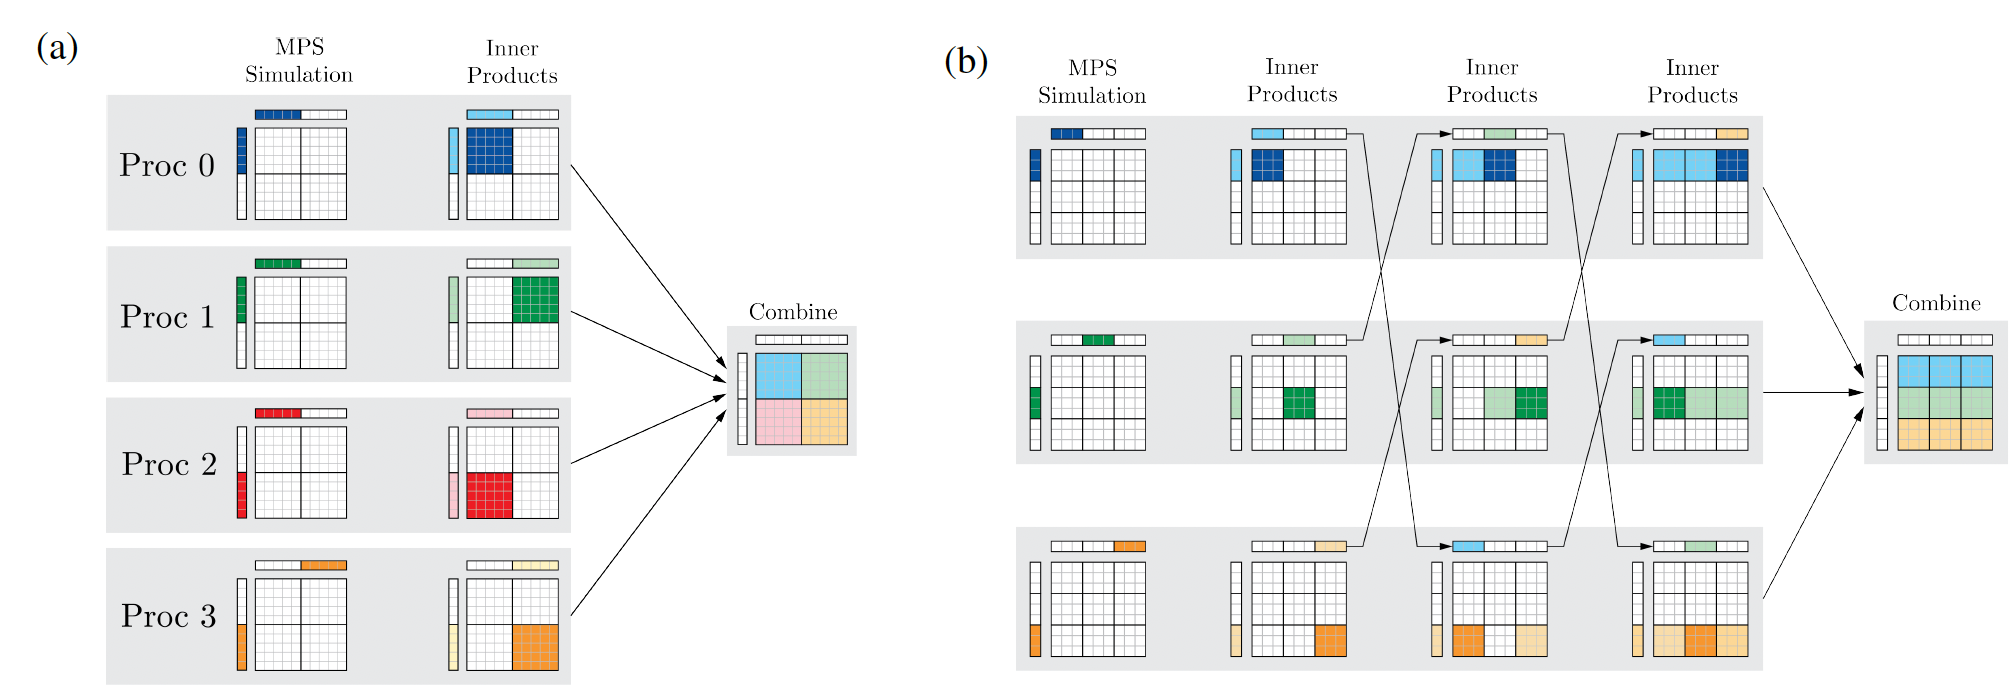 (a)
MPS
Simulation
Inner
Products
Proc 0
Proc 1
Proc 2
Proc 3
Combine
(b)
MPS
Simulation
Inner
Products
Inner
Products
Inner
Products
Combine